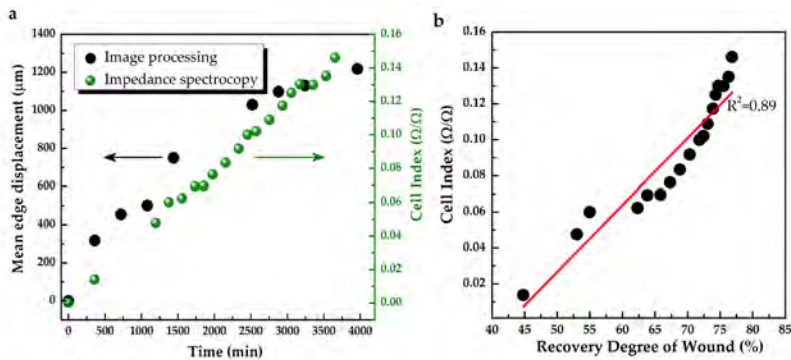 a
Image processing
Impedance spectrocopy
Mean edge displacement (μm)
1400
1200
1000
800
600
400
200
0
0 500 1000 1500 2000 2500 3000 3500 4000
Time (min)
0.16
0.14
0.12
0.10
0.08
0.06
0.04
0.02
0.00
Cell Index (Ω/Ω)
b
Cell Index (Ω/Ω)
0.16
0.14
0.12
0.10
0.08
0.06
0.04
0.02
R²=0.89
40 45 50 55 60 65 70 75 80 85
Recovery Degree of Wound (%)